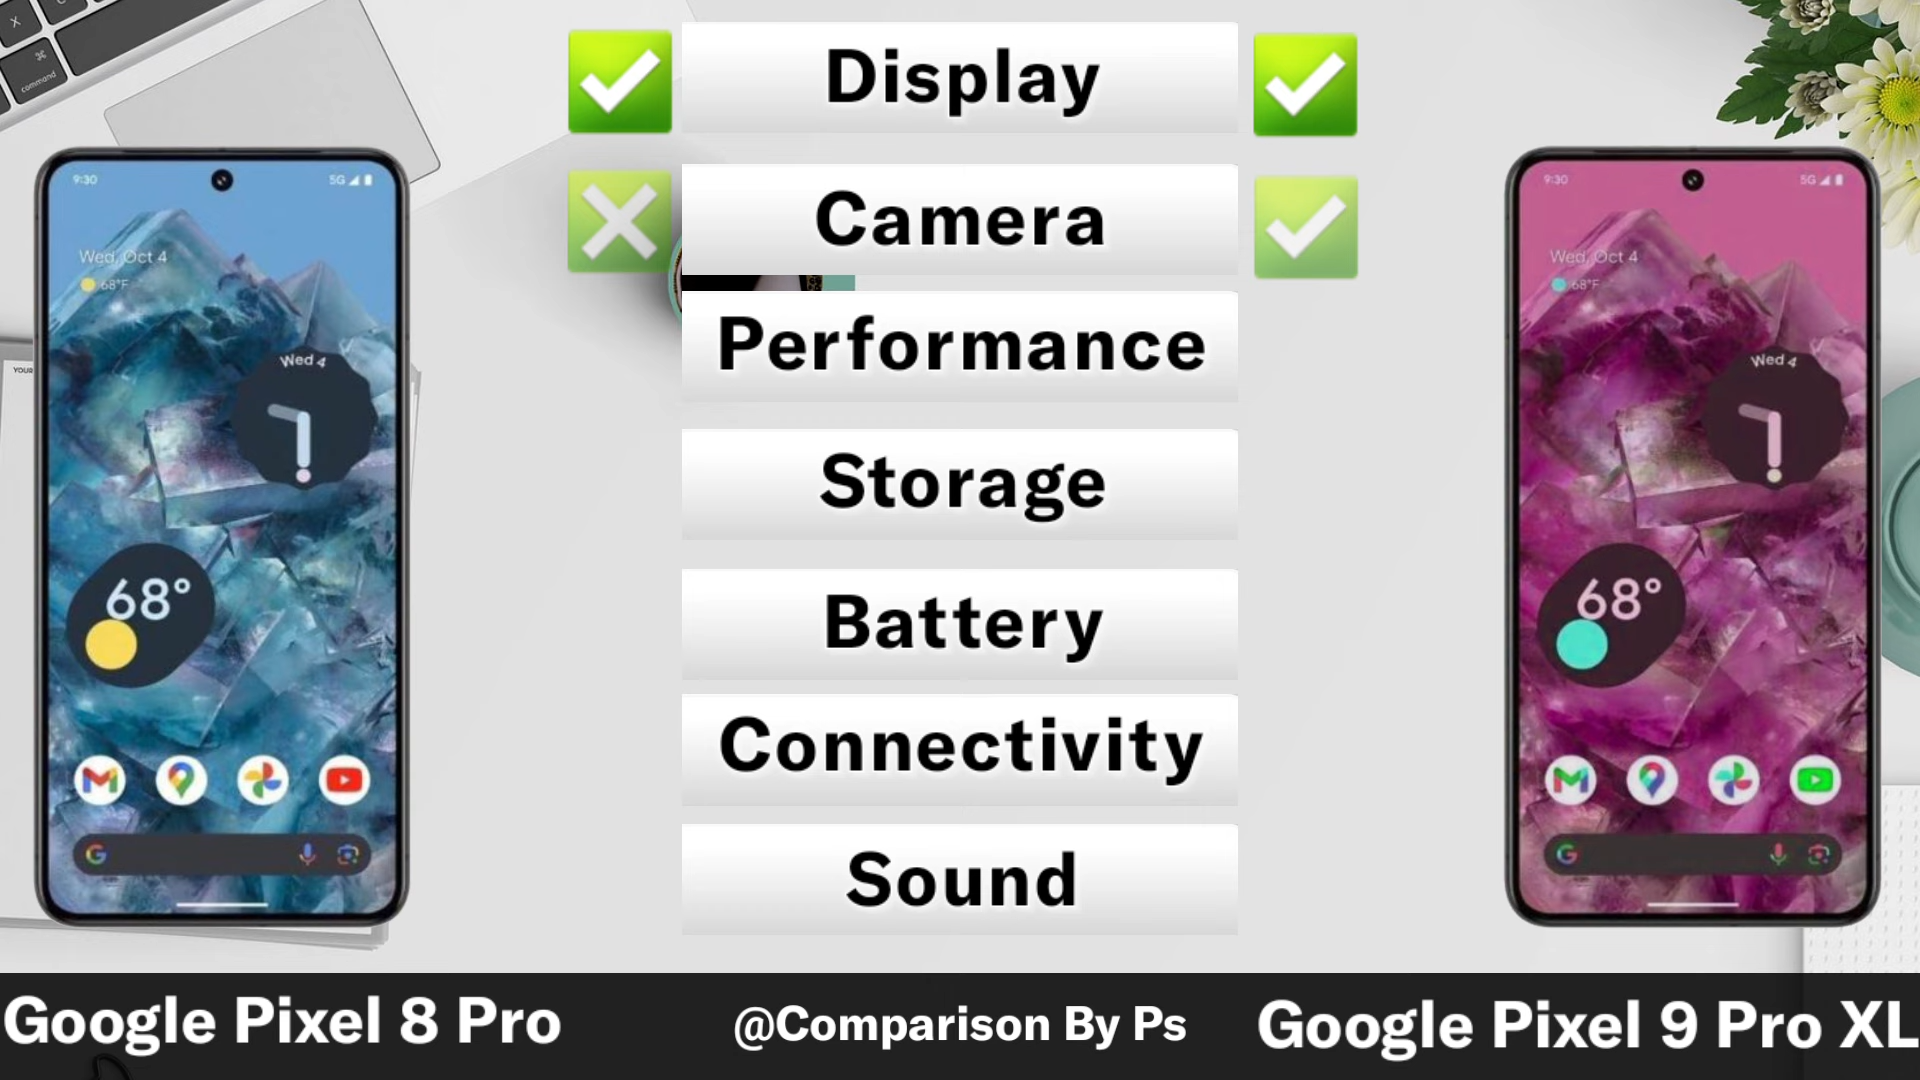 X
C
⌘
command
Display
Camera
Performance
Storage
Battery
Connectivity
Sound
9:30
5G
Wed, Oct 4
68°F
Wed 4
68°
9:30
5G
Wed, Oct 4
68°F
Wed 4
68°
YOUR
Google Pixel 8 Pro
@Comparison By Ps
Google Pixel 9 Pro XL